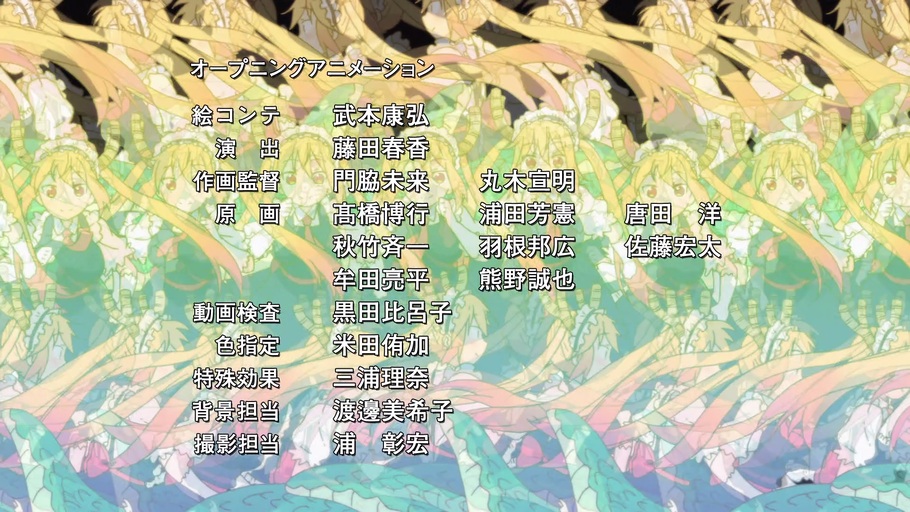 オープニングアニメーション
絵コンテ　武本康弘
演　出　藤田春香
作画監督　門脇未来　丸木宣明
原　画　髙橋博行　浦田芳憲　唐田　洋
秋竹斉一　羽根邦広　佐藤宏太
牟田亮平　熊野誠也
動画検査　黒田比呂子
色指定　米田侑加
特殊効果　三浦理奈
背景担当　渡邊美希子
撮影担当　浦　彰宏